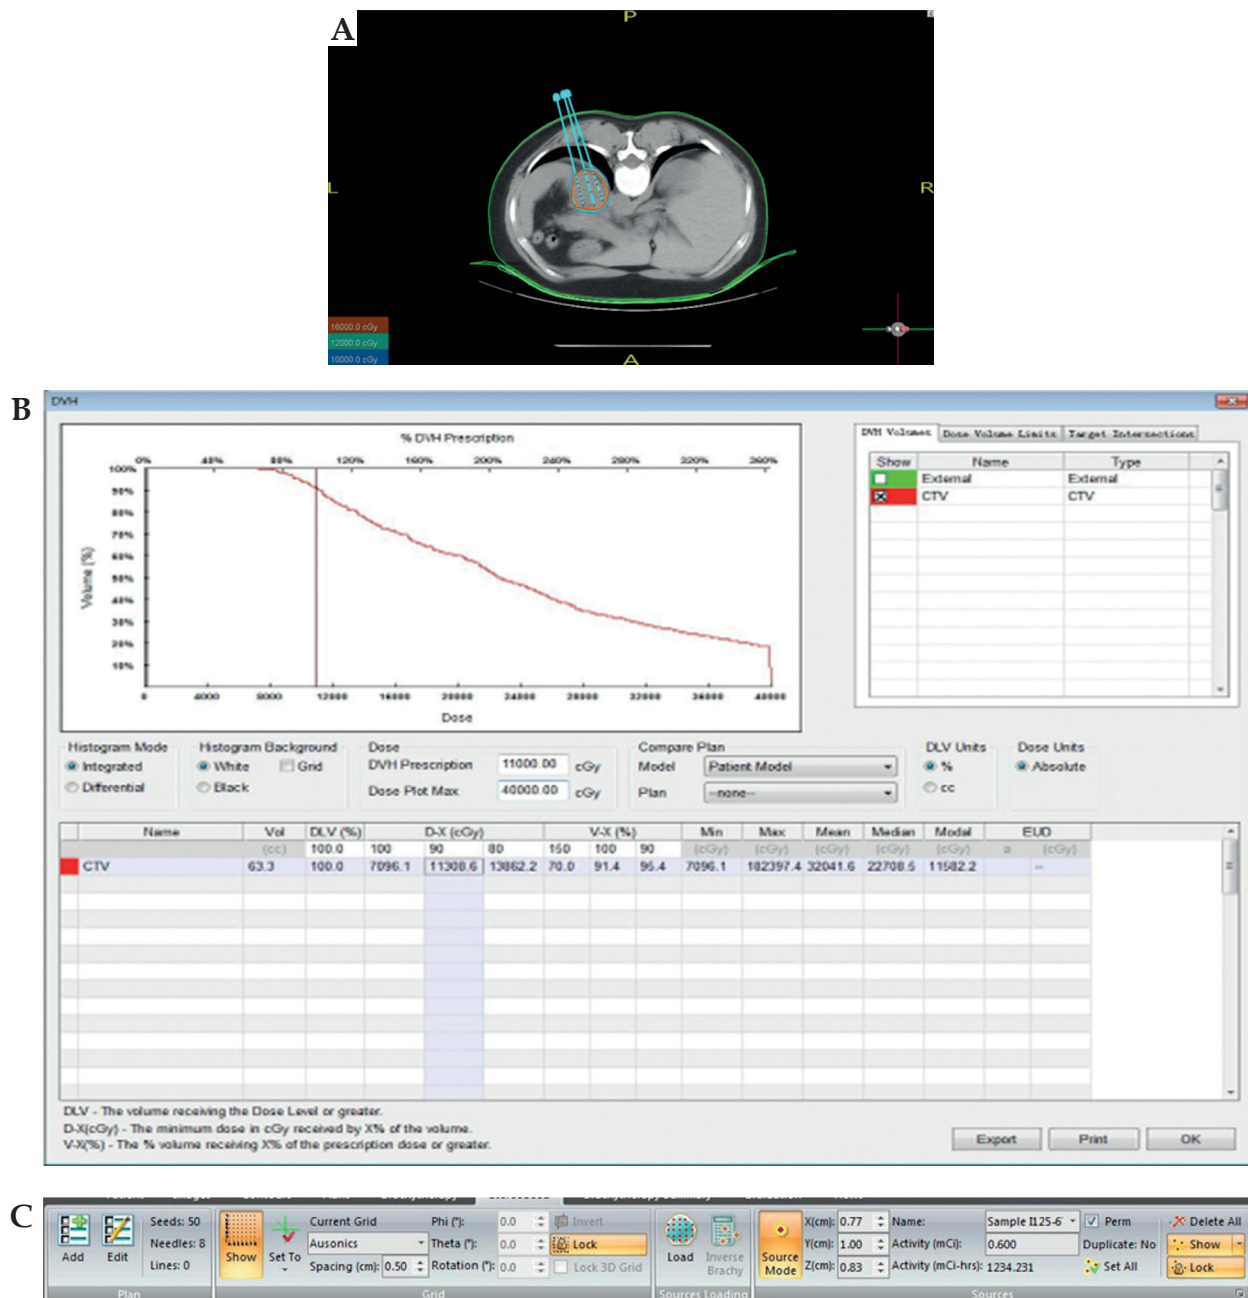 A
P
L
R
16000.0 cGy
12000.0 cGy
10000.0 cGy
A
B
DVH
% DVH Prescription
0% 40% 80% 120% 160% 200% 240% 280% 320% 360%
100%
90%
80%
70%
60%
50%
40%
30%
20%
10%
Volume (%)
0 4000 8000 12000 16000 20000 24000 28000 32000 36000 40000
Dose
DVH Volumes Dose Volume Limits Target Intersections
Show Name Type
External External
CTV CTV
Histogram Mode Histogram Background Dose Compare Plan DLV Units Dose Units
Integrated White Grid DVH Prescription 11000.00 cGy Model Patient Model % Absolute
Differential Black Dose Plot Max 40000.00 cGy Plan --none-- cc
Name Vol DLV (%) D-X (cGy) V-X (%) Min Max Mean Median Modal EUD
(cc) 100.0 100 90 80 150 100 90 (cGy) (cGy) (cGy) (cGy) (cGy) a (cGy)
CTV 63.3 100.0 7096.1 11308.6 13862.2 70.0 91.4 95.4 7096.1 182397.4 32041.6 22708.5 11582.2 --
DLV - The volume receiving the Dose Level or greater.
D-X(cGy) - The minimum dose in cGy received by X% of the volume.
V-X(%) - The % volume receiving X% of the prescription dose or greater.
Export Print OK
C
Seeds: 50 Current Grid Phi (°): 0.0 Invert X(cm): 0.77 Name: Sample I125-6 Perm Delete All
Needles: 8 Ausonics Theta (°): 0.0 Lock Y(cm): 1.00 Activity (mCi): 0.600 Duplicate: No Show
Lines: 0 Spacing (cm): 0.50 Rotation (°): 0.0 Lock 3D Grid Z(cm): 0.83 Activity (mCi-hrs): 1234.231 Set All Lock
Add Edit Show Set To Load Inverse Brachy Source Mode
Plan Grid Sources Loading Sources